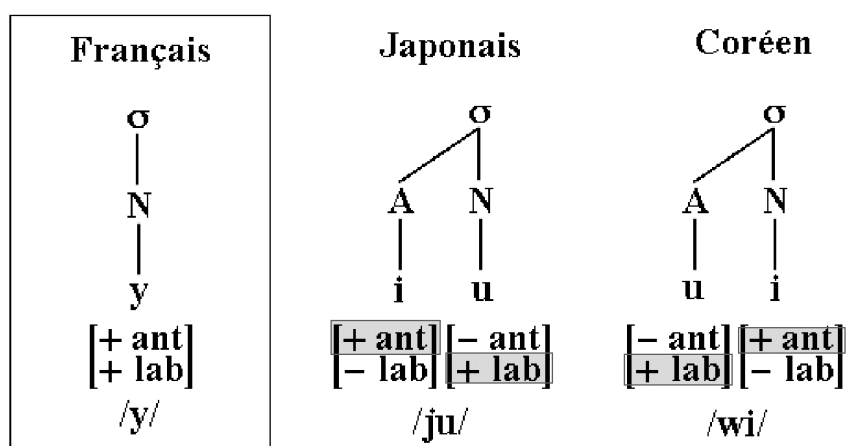 Français Japonais Coréen
σ σ σ
N A N A N
y i u u i
[+ ant] [+ ant] [− ant] [− ant] [+ ant]
[+ lab] [− lab] [+ lab] [+ lab] [− lab]
/y/ /ju/ /wi/